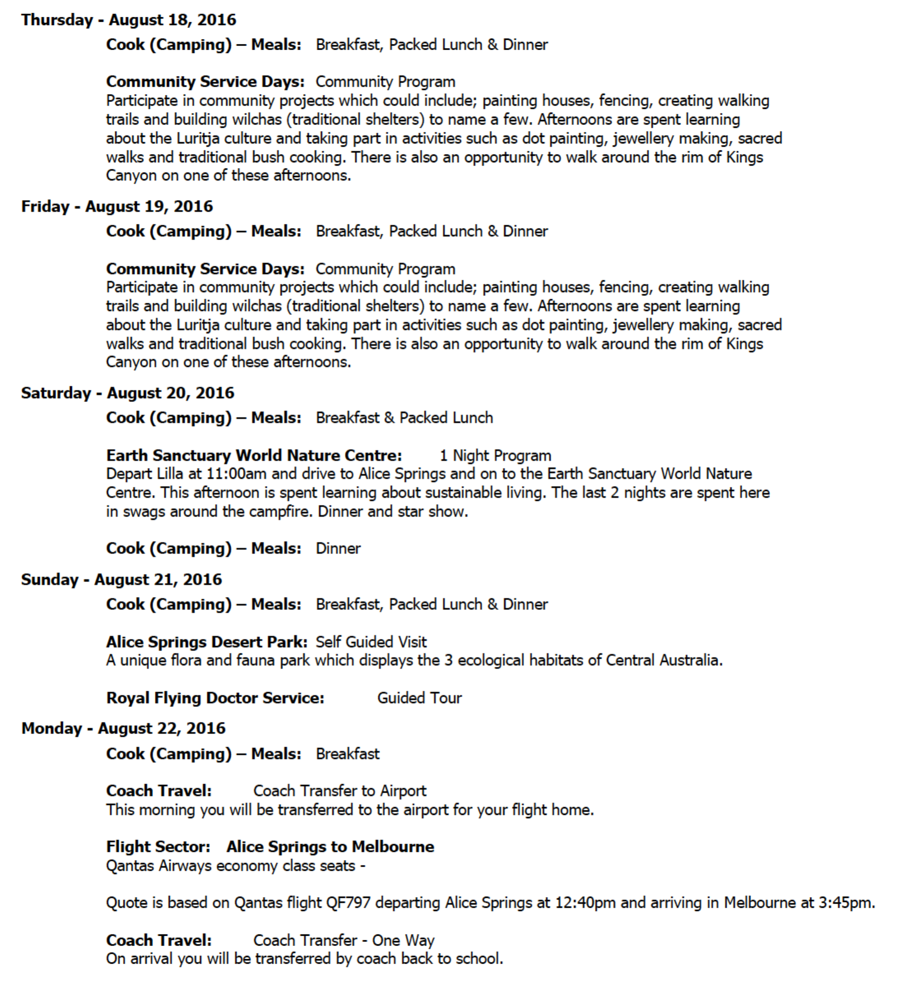 Thursday - August 18, 2016
Cook (Camping) – Meals: Breakfast, Packed Lunch & Dinner
Community Service Days: Community Program
Participate in community projects which could include; painting houses, fencing, creating walking
trails and building wilchas (traditional shelters) to name a few. Afternoons are spent learning
about the Luritja culture and taking part in activities such as dot painting, jewellery making, sacred
walks and traditional bush cooking. There is also an opportunity to walk around the rim of Kings
Canyon on one of these afternoons.
Friday - August 19, 2016
Cook (Camping) – Meals: Breakfast, Packed Lunch & Dinner
Community Service Days: Community Program
Participate in community projects which could include; painting houses, fencing, creating walking
trails and building wilchas (traditional shelters) to name a few. Afternoons are spent learning
about the Luritja culture and taking part in activities such as dot painting, jewellery making, sacred
walks and traditional bush cooking. There is also an opportunity to walk around the rim of Kings
Canyon on one of these afternoons.
Saturday - August 20, 2016
Cook (Camping) – Meals: Breakfast & Packed Lunch
Earth Sanctuary World Nature Centre: 1 Night Program
Depart Lilla at 11:00am and drive to Alice Springs and on to the Earth Sanctuary World Nature
Centre. This afternoon is spent learning about sustainable living. The last 2 nights are spent here
in swags around the campfire. Dinner and star show.
Cook (Camping) – Meals: Dinner
Sunday - August 21, 2016
Cook (Camping) – Meals: Breakfast, Packed Lunch & Dinner
Alice Springs Desert Park: Self Guided Visit
A unique flora and fauna park which displays the 3 ecological habitats of Central Australia.
Royal Flying Doctor Service: Guided Tour
Monday - August 22, 2016
Cook (Camping) – Meals: Breakfast
Coach Travel: Coach Transfer to Airport
This morning you will be transferred to the airport for your flight home.
Flight Sector: Alice Springs to Melbourne
Qantas Airways economy class seats -
Quote is based on Qantas flight QF797 departing Alice Springs at 12:40pm and arriving in Melbourne at 3:45pm.
Coach Travel: Coach Transfer - One Way
On arrival you will be transferred by coach back to school.